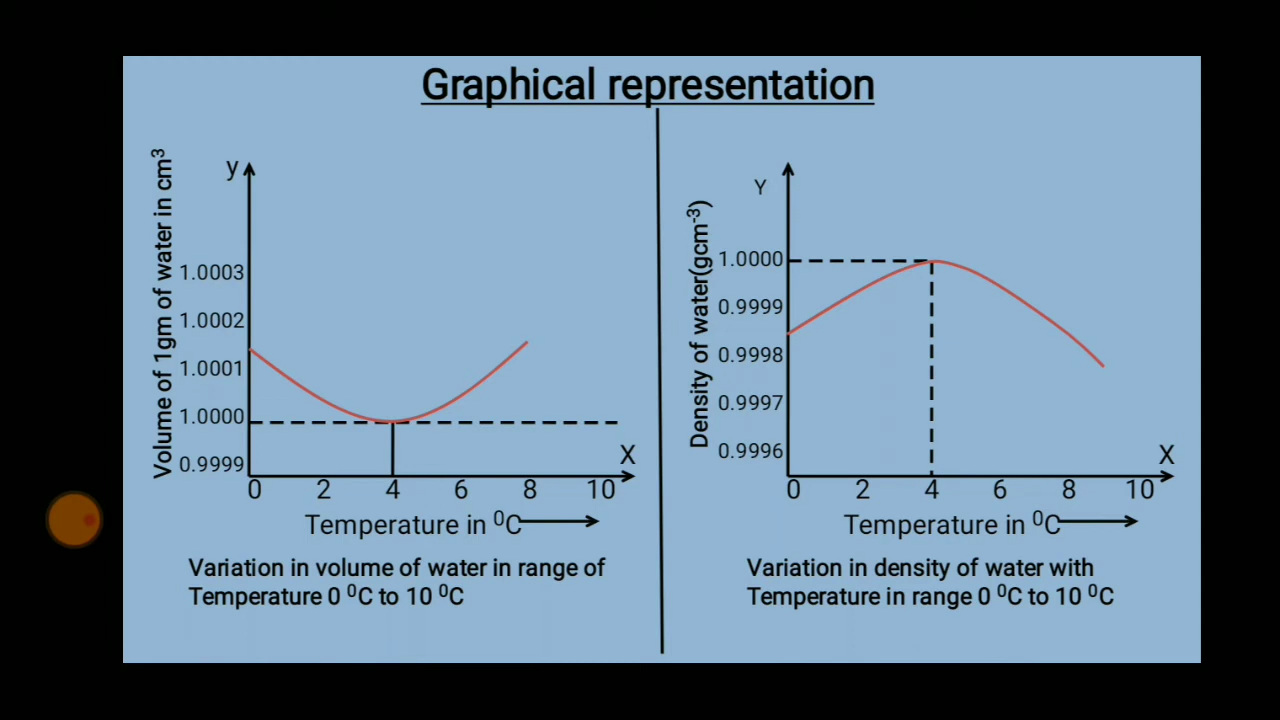 Graphical representation
y
Volume of 1gm of water in cm³
1.0003
1.0002
1.0001
1.0000
0.9999
0 2 4 6 8 10
X
Temperature in ⁰C
Variation in volume of water in range of
Temperature 0 ⁰C to 10 ⁰C
Y
Density of water(gcm⁻³)
1.0000
0.9999
0.9998
0.9997
0.9996
0 2 4 6 8 10
X
Temperature in ⁰C
Variation in density of water with
Temperature in range 0 ⁰C to 10 ⁰C